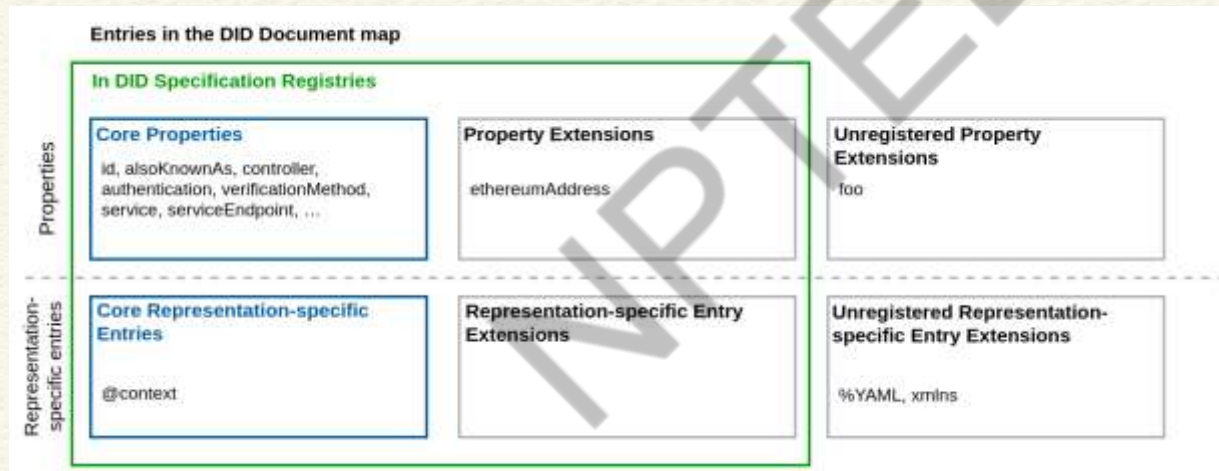 Entries in the DID Document map
In DID Specification Registries
Properties
Core Properties
id, alsoKnownAs, controller,
authentication, verificationMethod,
service, serviceEndpoint, ...
Property Extensions
ethereumAddress
Unregistered Property
Extensions
foo
Representation-
specific entries
Core Representation-specific
Entries
@context
Representation-specific Entry
Extensions
Unregistered Representation-
specific Entry Extensions
%YAML, xmlns
NPTEL